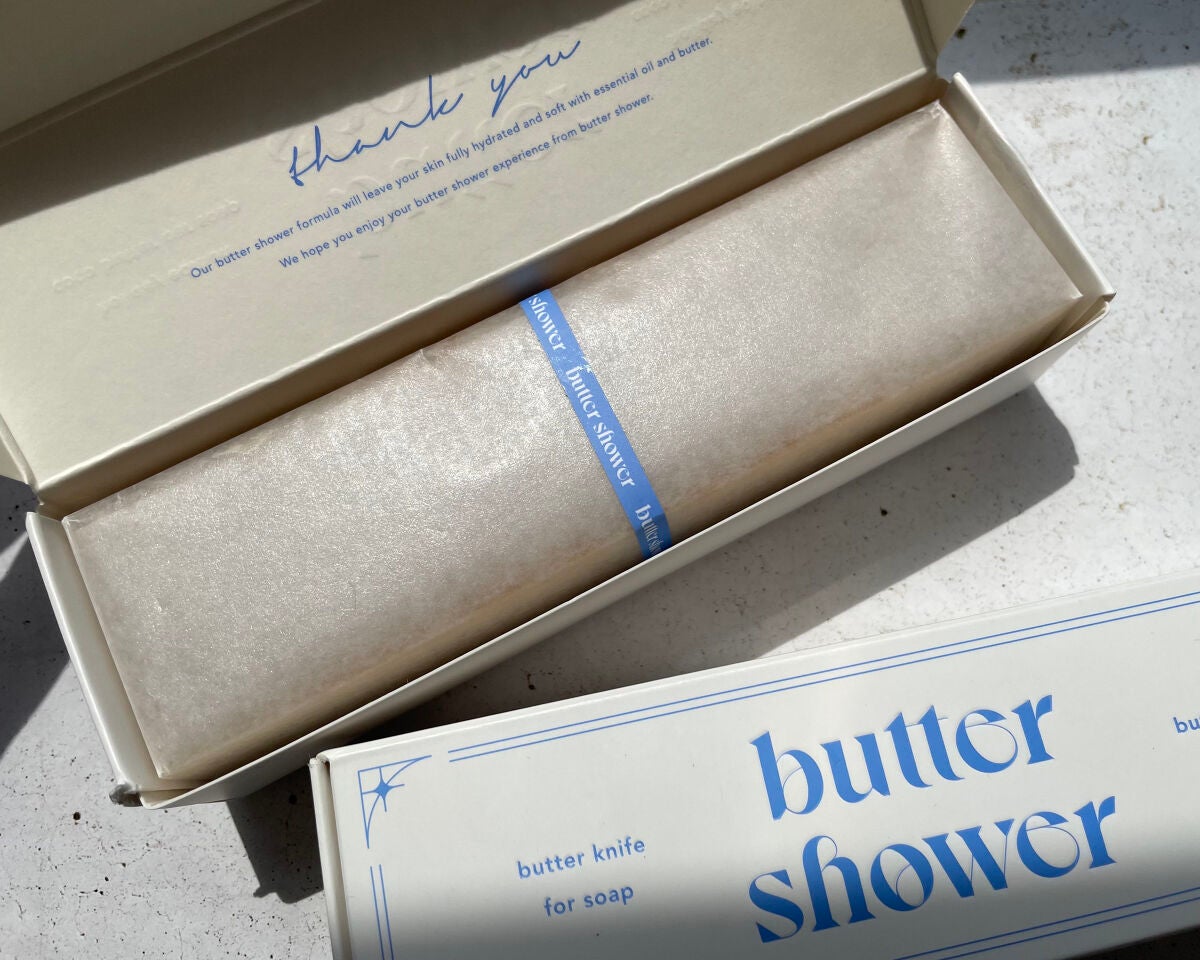 thank you
Our butter shower formula will leave your skin fully hydrated and soft with essential oil and butter.
We hope you enjoy your butter shower experience from butter shower.
shower
butter shower
butter
butter
shower
butter knife
for soap
bu